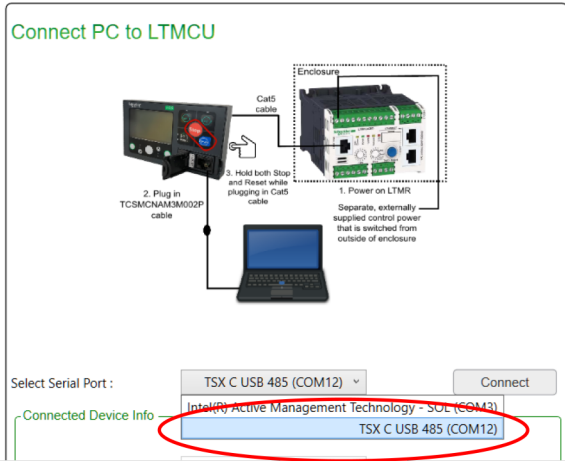 Connect PC to LTMCU
Enclosure
Cat5
cable
3. Hold both Stop
and Reset while
plugging in Cat5
cable
2. Plug in
TCSMCNAM3M002P
cable
1. Power on LTMR
Separate, externally
supplied control power
that is switched from
outside of enclosure
Select Serial Port :
TSX C USB 485 (COM12)
Connect
Intel(R) Active Management Technology - SOL (COM3)
TSX C USB 485 (COM12)
Connected Device Info